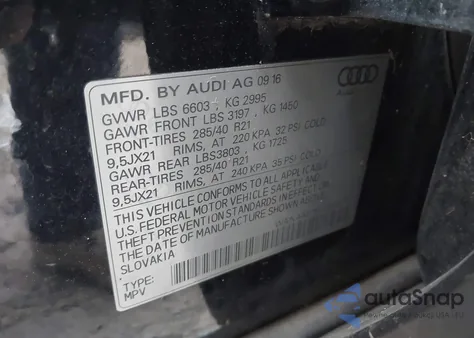 MFD. BY AUDI AG 09 16
GVWR LBS 6603 , KG 2995
GAWR FRONT LBS 3197 , KG 1450
FRONT-TIRES 285/40 R21
9,5JX21 RIMS, AT 220 KPA 32 PSI COLD
GAWR REAR LBS3803 , KG 1725
REAR-TIRES 285/40 R21
9,5JX21 RIMS, AT 240 KPA 35 PSI COLD
THIS VEHICLE CONFORMS TO ALL APPLICABLE
U.S. FEDERAL MOTOR VEHICLE SAFETY AND
THEFT PREVENTION STANDARDS IN EFFECT ON
THE DATE OF MANUFACTURE SHOWN ABOVE
SLOVAKIA
TYPE:
MPV
autoSnap